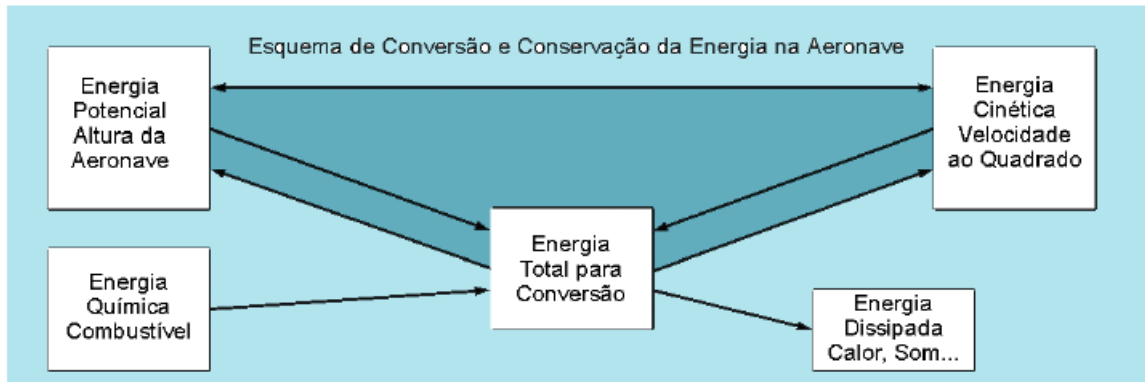 Esquema de Conversão e Conservação da Energia na Aeronave
Energia
Potencial
Altura da
Aeronave
Energia
Cinética
Velocidade
ao Quadrado
Energia
Total para
Conversão
Energia
Química
Combustível
Energia
Dissipada
Calor, Som...